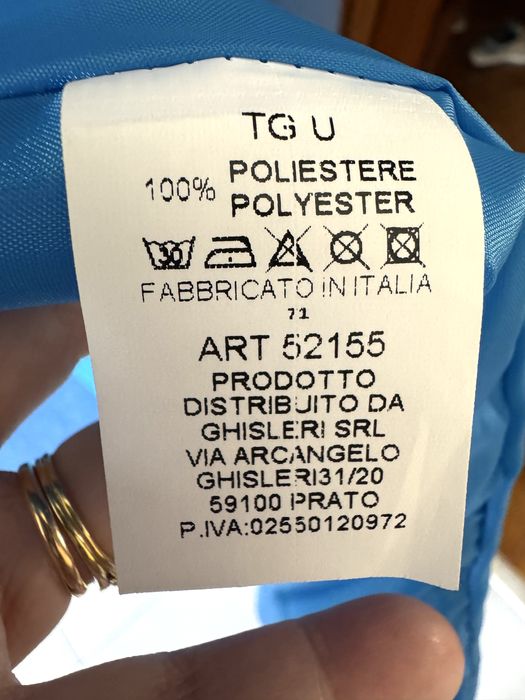 TG U
100% POLIESTERE
POLYESTER
30
FABBRICATO IN ITALIA
71
ART 52155
PRODOTTO
DISTRIBUITO DA
GHISLERI SRL
VIA ARCANGELO
GHISLERI31/20
59100 PRATO
P.IVA:02550120972